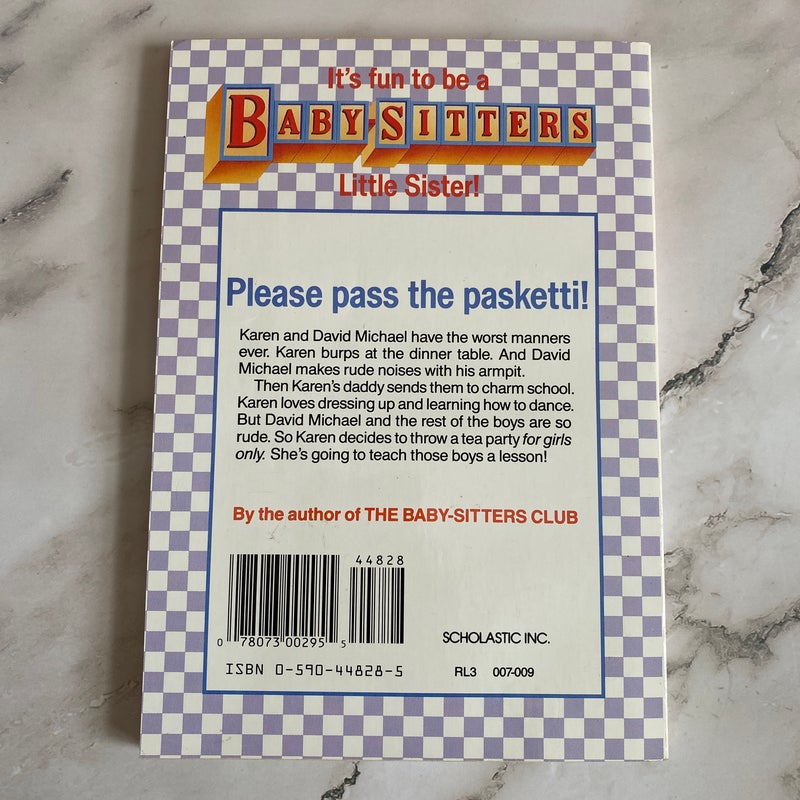 It's fun to be a
BABY-SITTERS
Little Sister!
Please pass the pasketti!
Karen and David Michael have the worst manners
ever. Karen burps at the dinner table. And David
Michael makes rude noises with his armpit.
Then Karen's daddy sends them to charm school.
Karen loves dressing up and learning how to dance.
But David Michael and the rest of the boys are so
rude. So Karen decides to throw a tea party for girls
only. She's going to teach those boys a lesson!
By the author of THE BABY-SITTERS CLUB
44828
0 78073 00295 5
SCHOLASTIC INC.
ISBN 0-590-44828-5
RL3 007-009